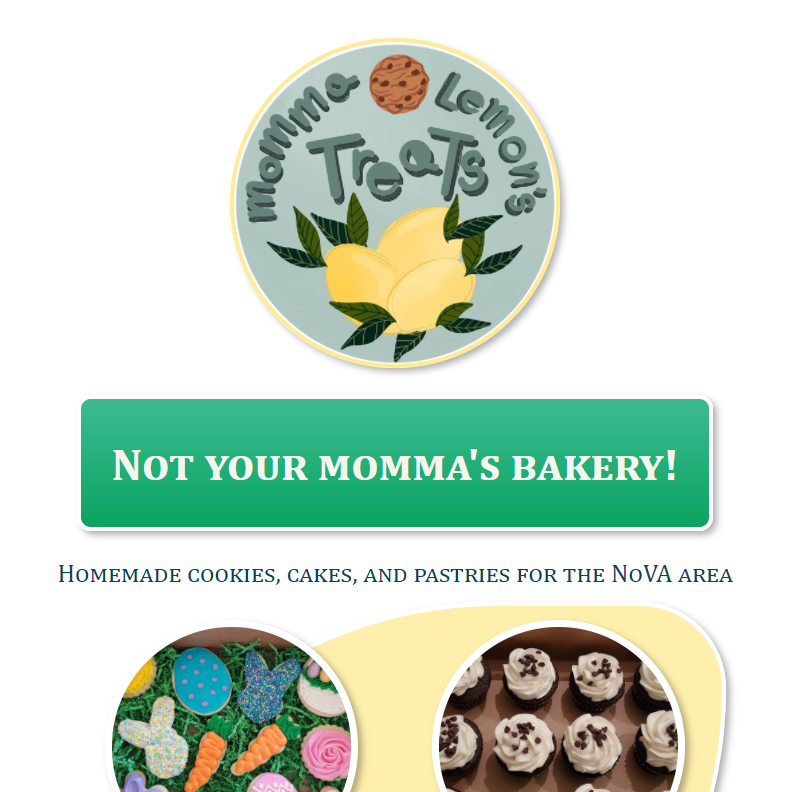 momma Lemon's
Treats
Not your momma's bakery!
Homemade cookies, cakes, and pastries for the NoVA area